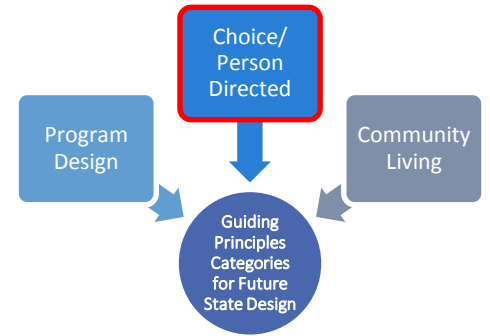 Choice/
Person
Directed
Program
Design
Community
Living
Guiding
Principles
Categories
for Future
State Design